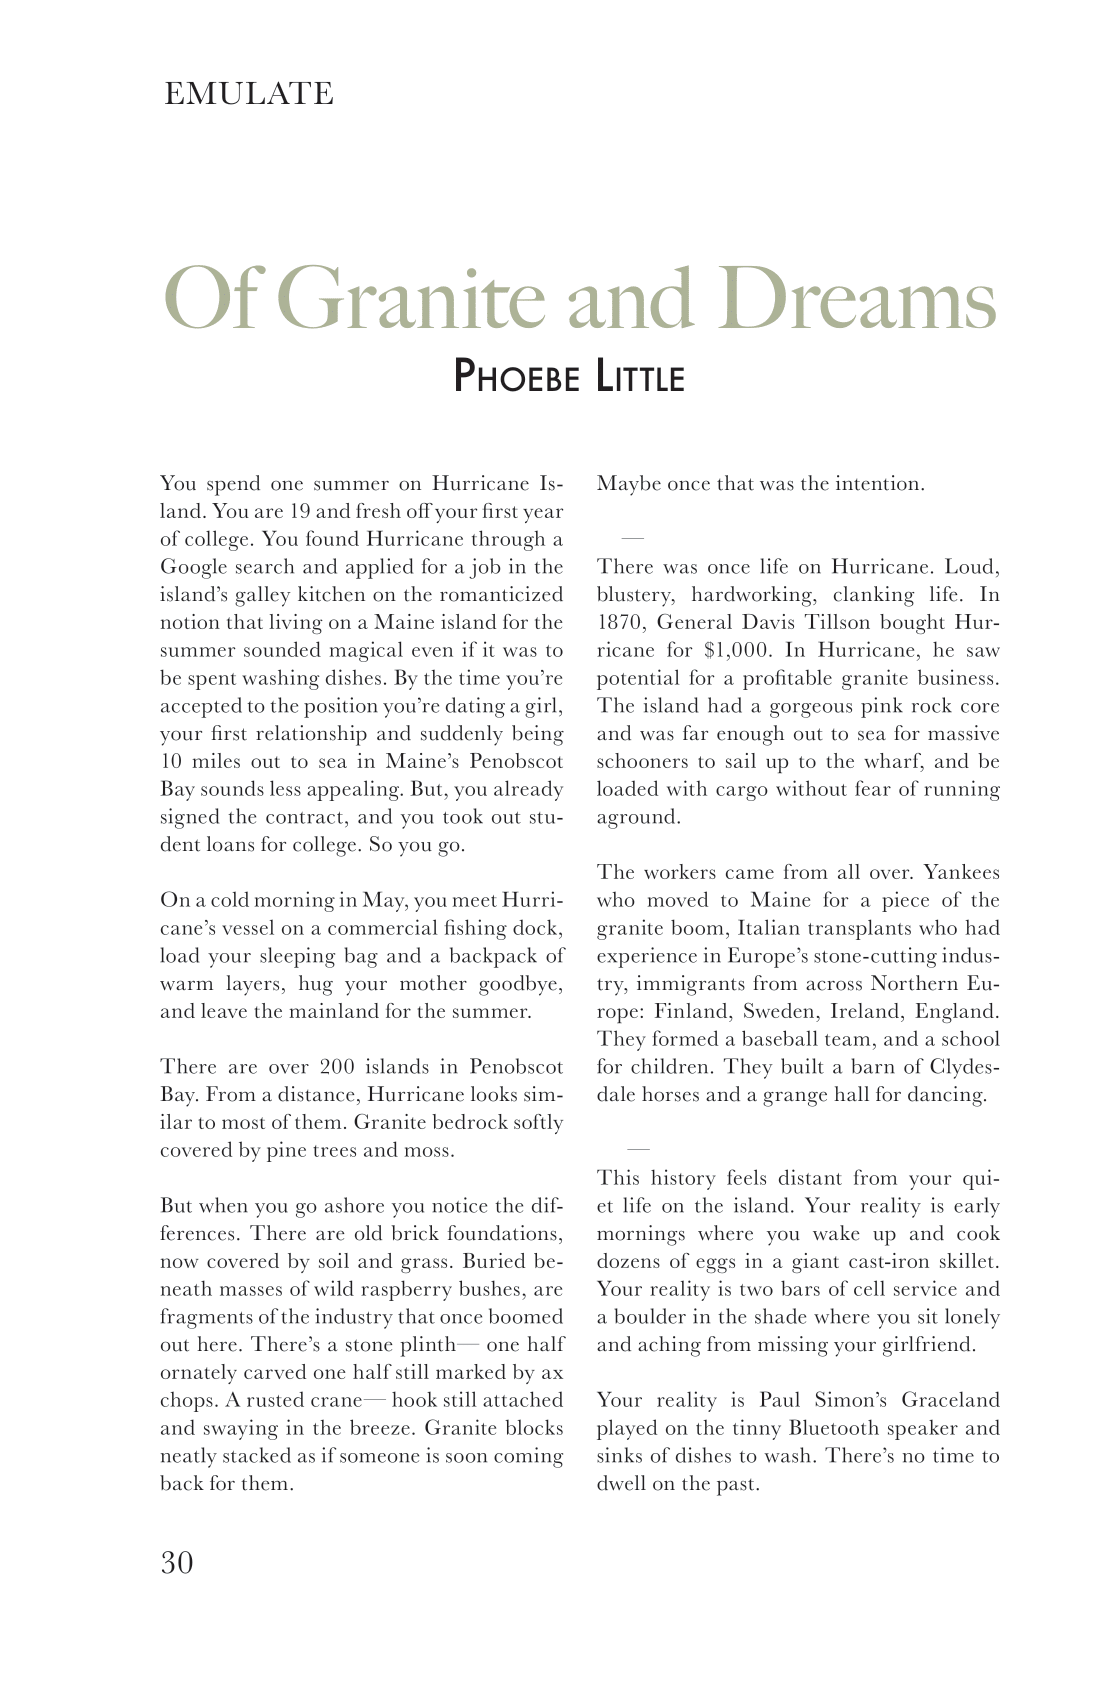 EMULATE
Of Granite and Dreams
Phoebe Little
You spend one summer on Hurricane Is-
land. You are 19 and fresh off your first year
of college. You found Hurricane through a
Google search and applied for a job in the
island's galley kitchen on the romanticized
notion that living on a Maine island for the
summer sounded magical even if it was to
be spent washing dishes. By the time you're
accepted to the position you're dating a girl,
your first relationship and suddenly being
10 miles out to sea in Maine's Penobscot
Bay sounds less appealing. But, you already
signed the contract, and you took out stu-
dent loans for college. So you go.
On a cold morning in May, you meet Hurri-
cane's vessel on a commercial fishing dock,
load your sleeping bag and a backpack of
warm layers, hug your mother goodbye,
and leave the mainland for the summer.
There are over 200 islands in Penobscot
Bay. From a distance, Hurricane looks sim-
ilar to most of them. Granite bedrock softly
covered by pine trees and moss.
But when you go ashore you notice the dif-
ferences. There are old brick foundations,
now covered by soil and grass. Buried be-
neath masses of wild raspberry bushes, are
fragments of the industry that once boomed
out here. There's a stone plinth— one half
ornately carved one half still marked by ax
chops. A rusted crane— hook still attached
and swaying in the breeze. Granite blocks
neatly stacked as if someone is soon coming
back for them.
Maybe once that was the intention.
—
There was once life on Hurricane. Loud,
blustery, hardworking, clanking life. In
1870, General Davis Tillson bought Hur-
ricane for $1,000. In Hurricane, he saw
potential for a profitable granite business.
The island had a gorgeous pink rock core
and was far enough out to sea for massive
schooners to sail up to the wharf, and be
loaded with cargo without fear of running
aground.
The workers came from all over. Yankees
who moved to Maine for a piece of the
granite boom, Italian transplants who had
experience in Europe's stone-cutting indus-
try, immigrants from across Northern Eu-
rope: Finland, Sweden, Ireland, England.
They formed a baseball team, and a school
for children. They built a barn of Clydes-
dale horses and a grange hall for dancing.
—
This history feels distant from your qui-
et life on the island. Your reality is early
mornings where you wake up and cook
dozens of eggs in a giant cast-iron skillet.
Your reality is two bars of cell service and
a boulder in the shade where you sit lonely
and aching from missing your girlfriend.
Your reality is Paul Simon's Graceland
played on the tinny Bluetooth speaker and
sinks of dishes to wash. There's no time to
dwell on the past.
30